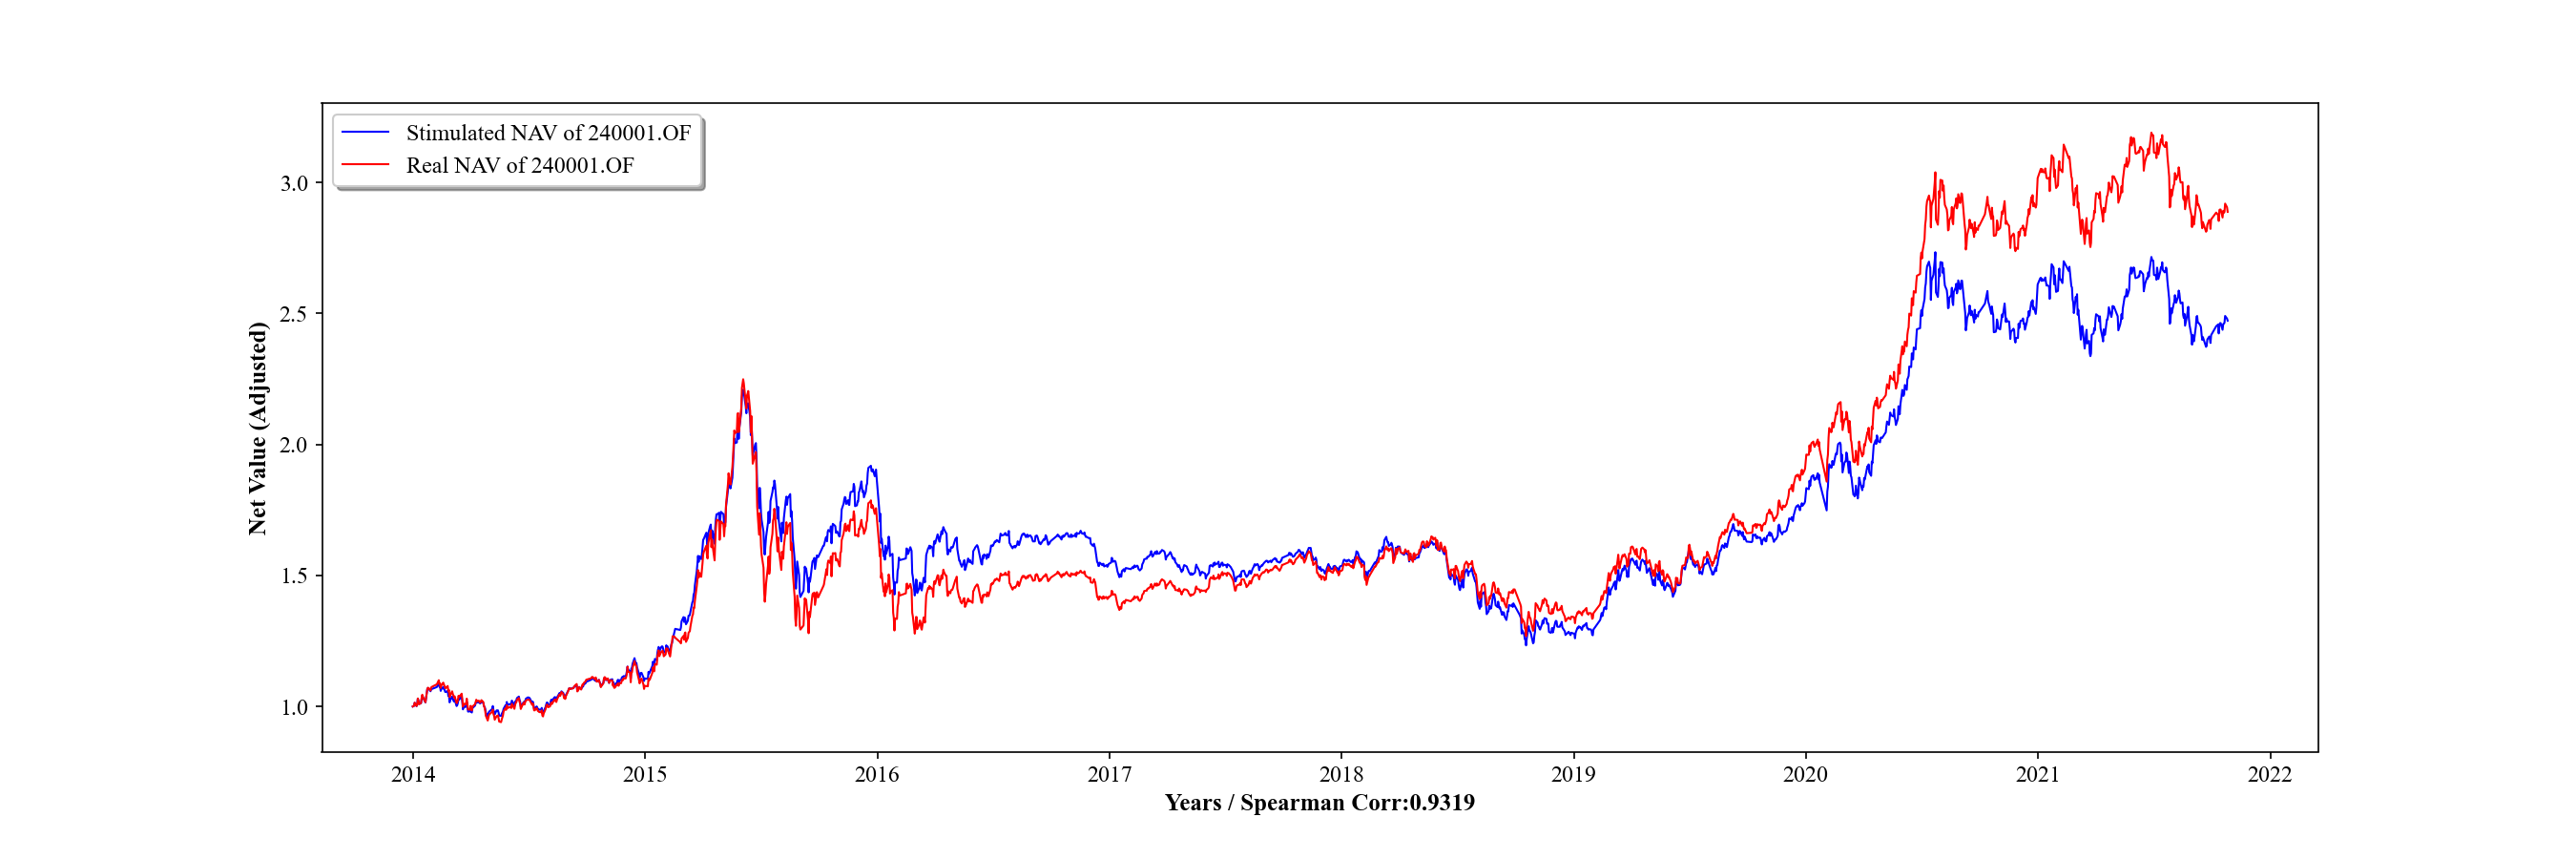 Stimulated NAV of 240001.OF
Real NAV of 240001.OF
Net Value (Adjusted)
3.0
2.5
2.0
1.5
1.0
2014 2015 2016 2017 2018 2019 2020 2021 2022
Years / Spearman Corr:0.9319